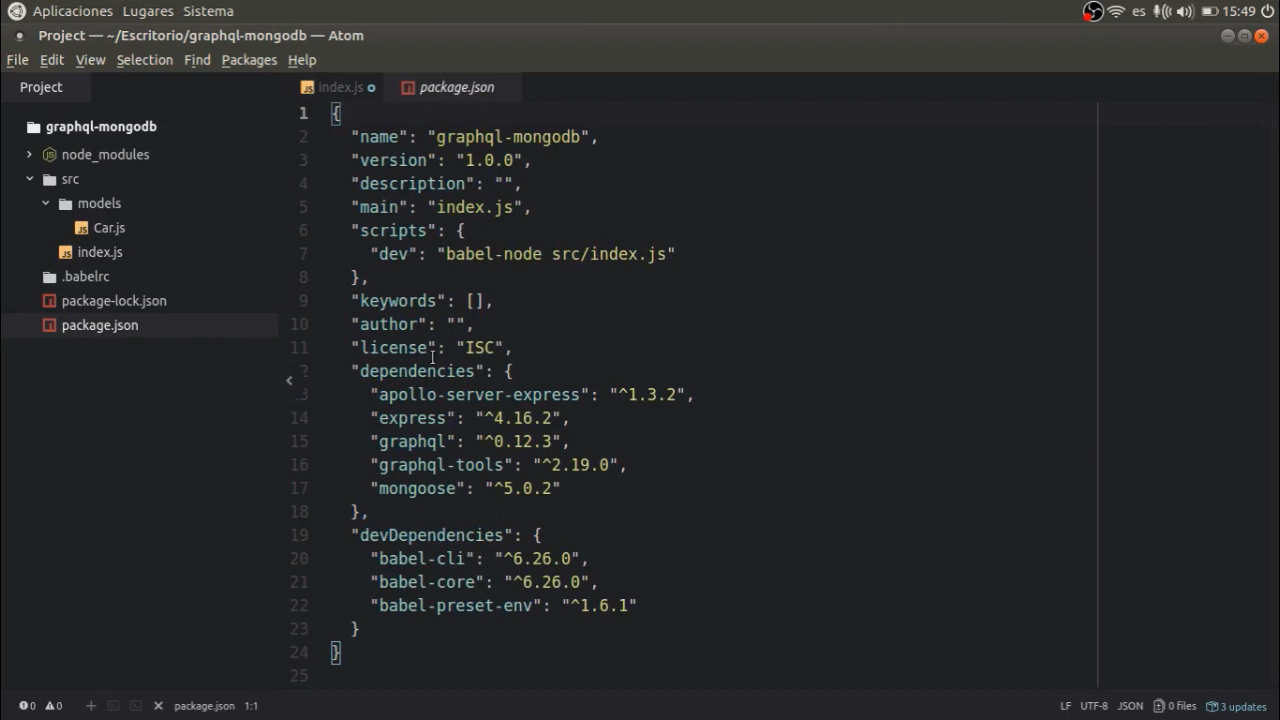 Aplicaciones Lugares Sistema es 15:49
Project — ~/Escritorio/graphql-mongodb — Atom
File Edit View Selection Find Packages Help
Project index.js package.json
graphql-mongodb
node_modules
src
models
Car.js
index.js
.babelrc
package-lock.json
package.json
1 {
2 "name": "graphql-mongodb",
3 "version": "1.0.0",
4 "description": "",
5 "main": "index.js",
6 "scripts": {
7 "dev": "babel-node src/index.js"
8 },
9 "keywords": [],
10 "author": "",
11 "license": "ISC",
2 "dependencies": {
3 "apollo-server-express": "^1.3.2",
14 "express": "^4.16.2",
15 "graphql": "^0.12.3",
16 "graphql-tools": "^2.19.0",
17 "mongoose": "^5.0.2"
18 },
19 "devDependencies": {
20 "babel-cli": "^6.26.0",
21 "babel-core": "^6.26.0",
22 "babel-preset-env": "^1.6.1"
23 }
24 }
25
0 0 package.json 1:1 LF UTF-8 JSON 0 files 3 updates